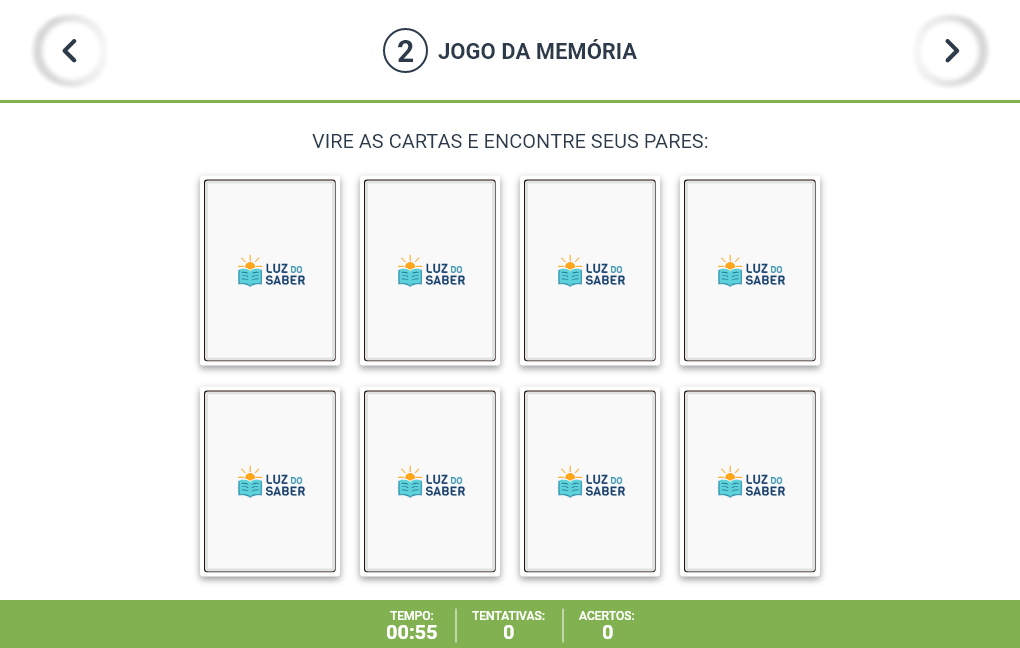 2 JOGO DA MEMÓRIA
VIRE AS CARTAS E ENCONTRE SEUS PARES:
LUZ DO SABER
LUZ DO SABER
LUZ DO SABER
LUZ DO SABER
LUZ DO SABER
LUZ DO SABER
LUZ DO SABER
LUZ DO SABER
TEMPO: TENTATIVAS: ACERTOS:
00:55 0 0